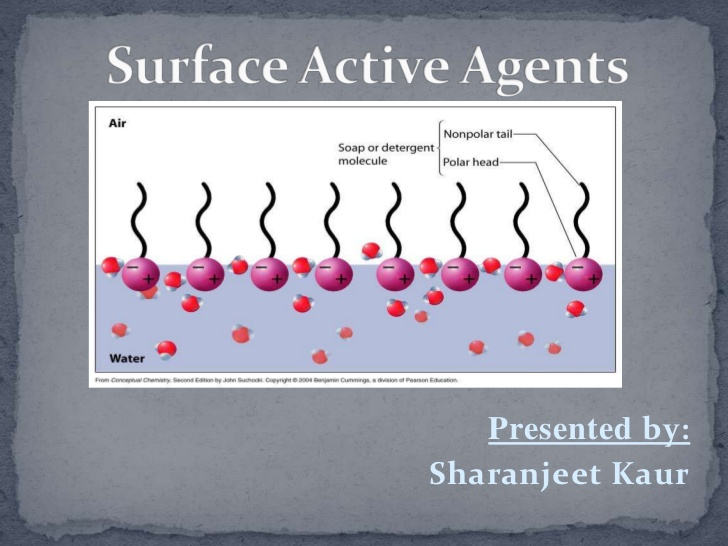 Surface Active Agents
Air
Nonpolar tail
Soap or detergent
molecule
Polar head
Water
From Conceptual Chemistry, Second Edition by John Suchocki. Copyright © 2004 Benjamin Cummings, a division of Pearson Education.
Presented by:
Sharanjeet Kaur